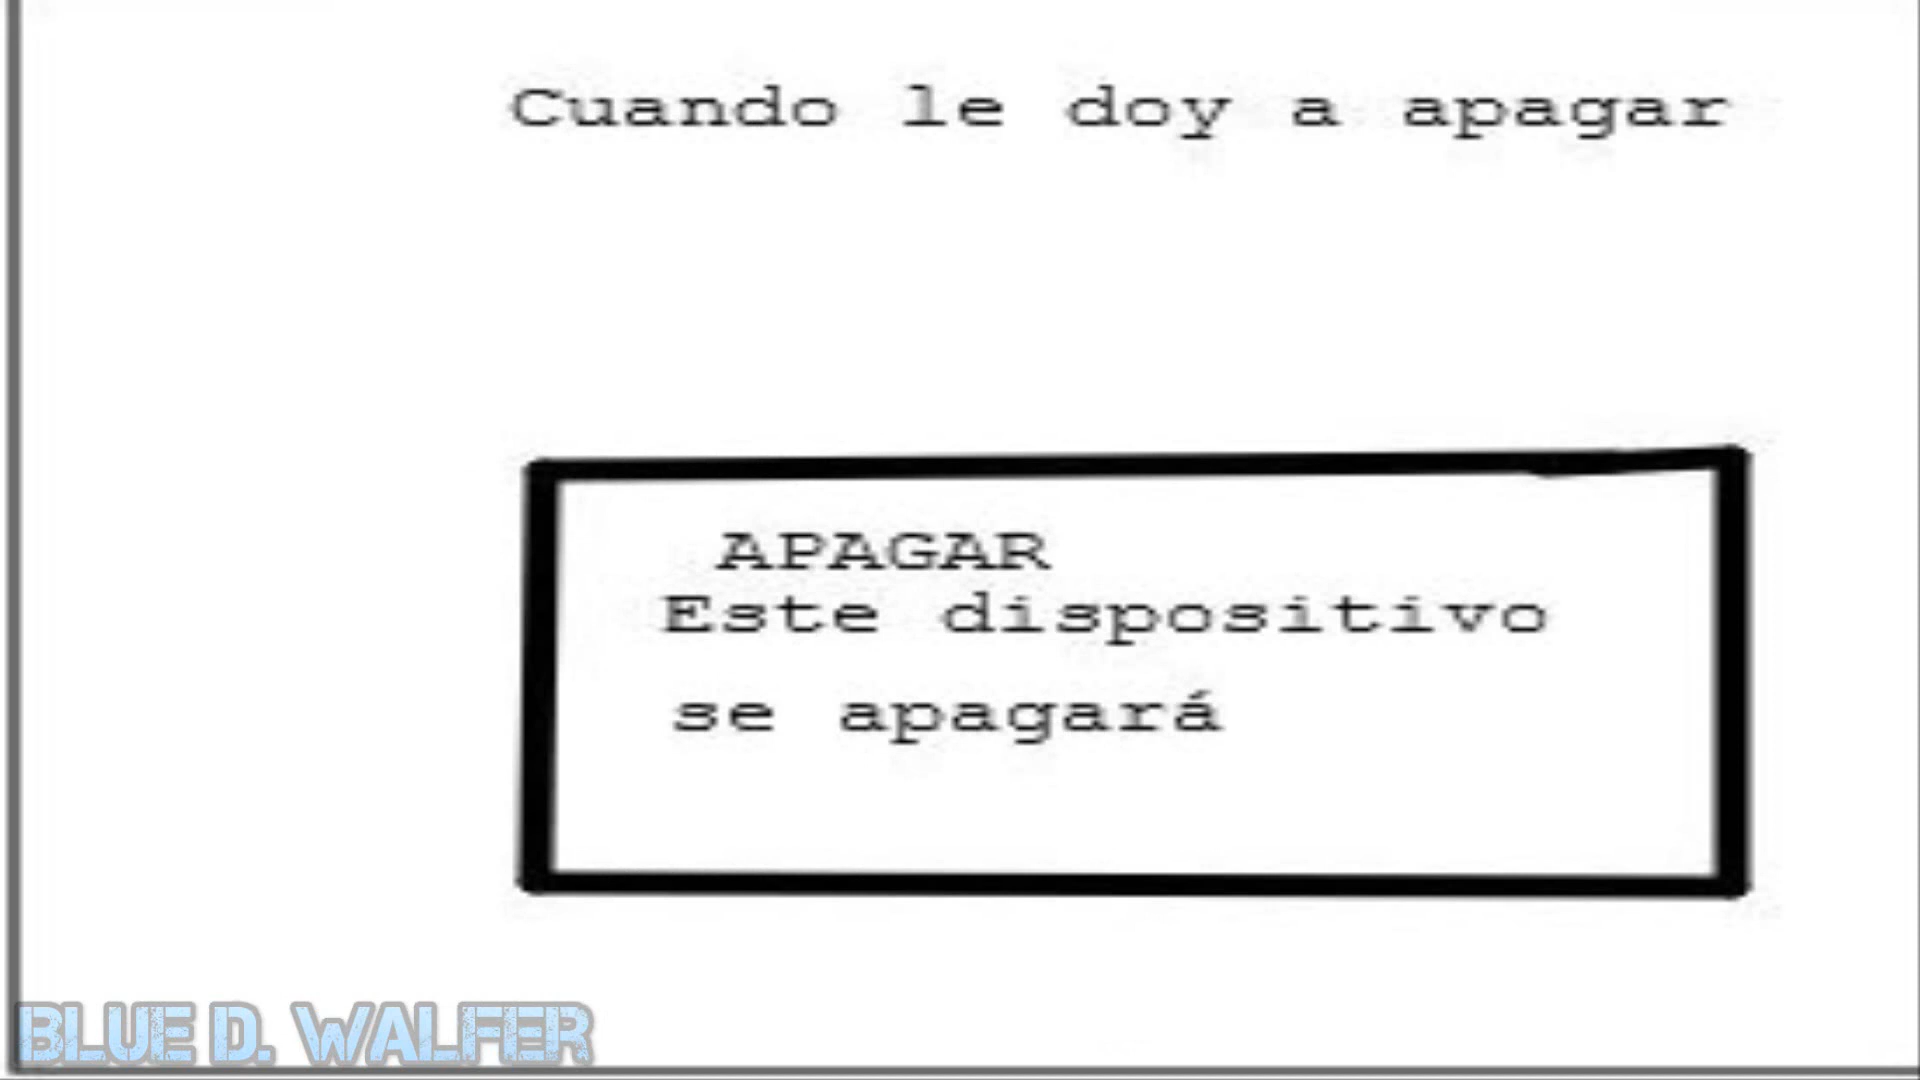 Cuando le doy a apagar
APAGAR
Este dispositivo
se apagará
BLUE D. WALFER